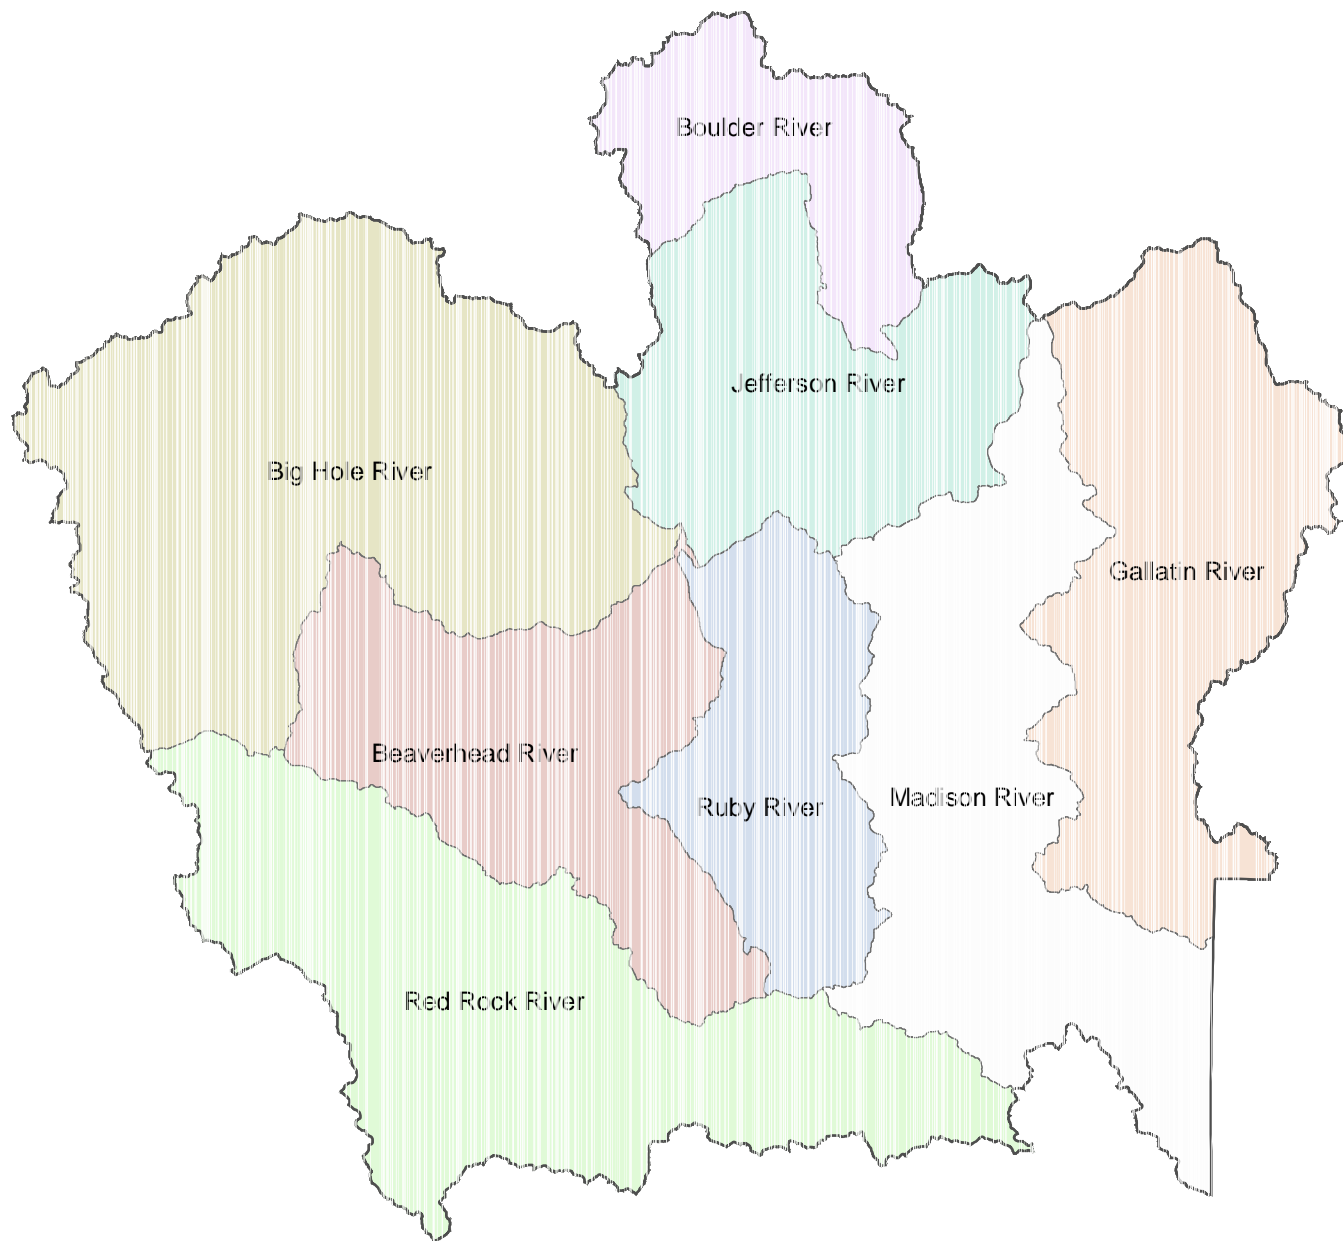 Boulder River
Jefferson River
Big Hole River
Gallatin River
Beaverhead River
Madison River
Ruby River
Red Rock River